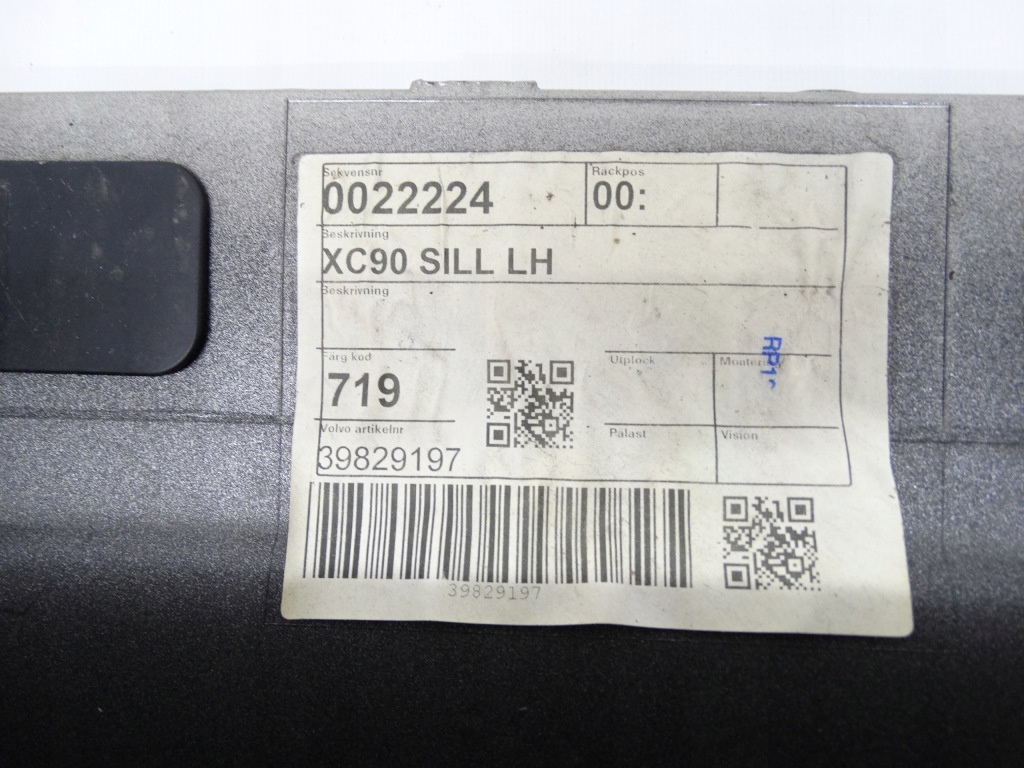 Sekvensnr Rackpos
0022224 00:
Beskrivning
XC90 SILL LH
Beskrivning
Färg kod Utplock Montering
719
Volvo artikelnr Palast Vision
39829197
39829197